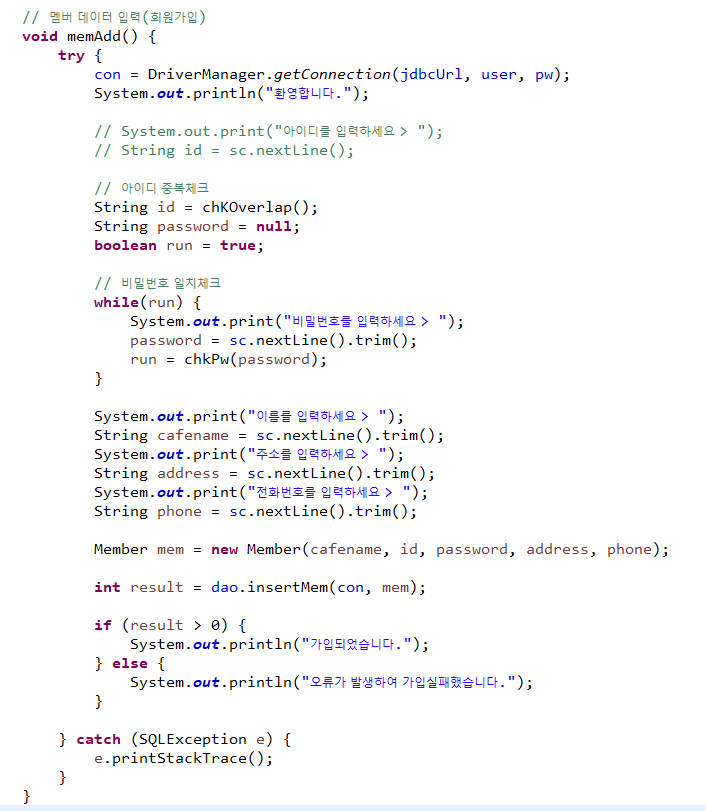 // 멤버 데이터 입력(회원가입)
void memAdd() {
try {
con = DriverManager.getConnection(jdbcUrl, user, pw);
System.out.println("환영합니다.");
// System.out.print("아이디를 입력하세요 > ");
// String id = sc.nextLine();
// 아이디 중복체크
String id = chKOverlap();
String password = null;
boolean run = true;
// 비밀번호 일치체크
while(run) {
System.out.print("비밀번호를 입력하세요 > ");
password = sc.nextLine().trim();
run = chkPw(password);
}
System.out.print("이름를 입력하세요 > ");
String cafename = sc.nextLine().trim();
System.out.print("주소를 입력하세요 > ");
String address = sc.nextLine().trim();
System.out.print("전화번호를 입력하세요 > ");
String phone = sc.nextLine().trim();
Member mem = new Member(cafename, id, password, address, phone);
int result = dao.insertMem(con, mem);
if (result > 0) {
System.out.println("가입되었습니다.");
} else {
System.out.println("오류가 발생하여 가입실패했습니다.");
}
} catch (SQLException e) {
e.printStackTrace();
}
}